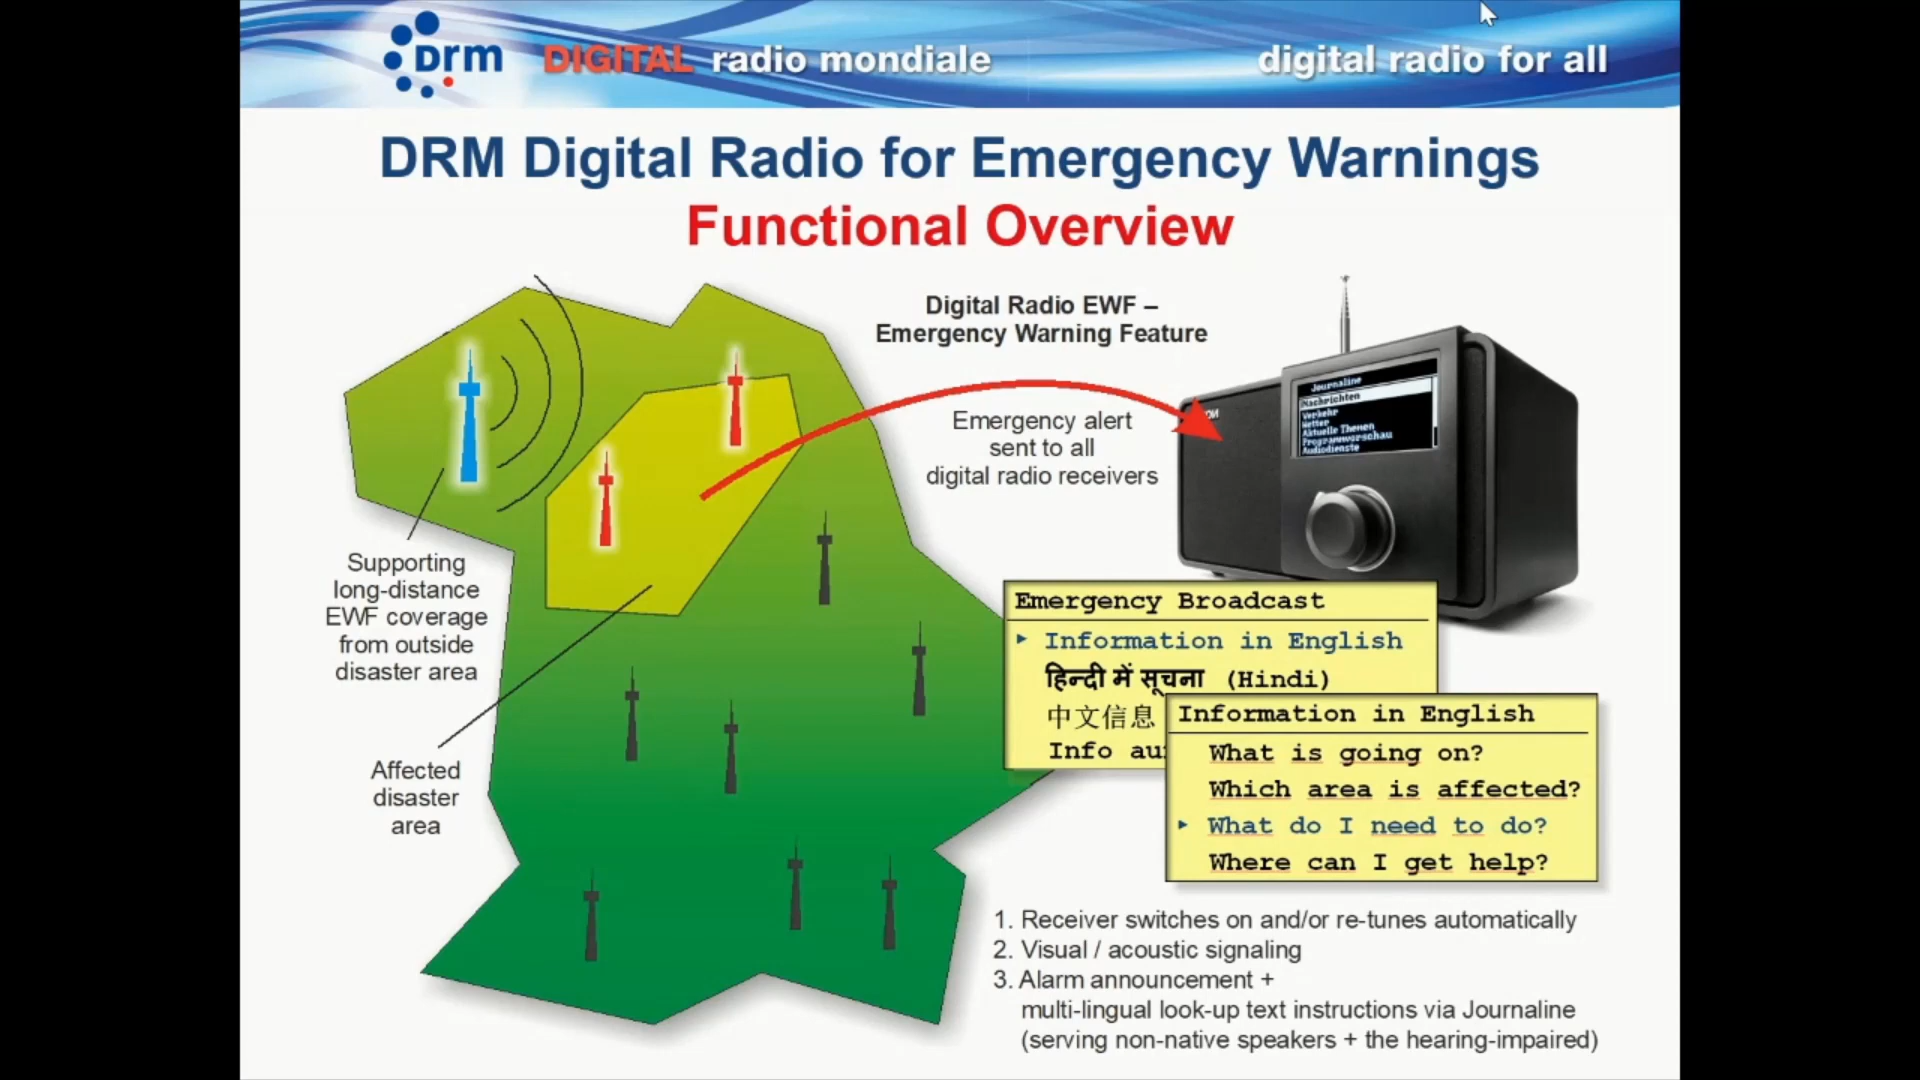 Drm DIGITAL radio mondiale
digital radio for all
DRM Digital Radio for Emergency Warnings
Functional Overview
Digital Radio EWF –
Emergency Warning Feature
Emergency alert
sent to all
digital radio receivers
Journaline
Nachrichten
Verkehr
Wetter
Aktuelle Themen
Programmvorschau
Audiodienste
Supporting
long-distance
EWF coverage
from outside
disaster area
Affected
disaster
area
Emergency Broadcast
Information in English
हिन्दी में सूचना (Hindi)
中文信息
Info au
Information in English
What is going on?
Which area is affected?
What do I need to do?
Where can I get help?
1. Receiver switches on and/or re-tunes automatically
2. Visual / acoustic signaling
3. Alarm announcement +
multi-lingual look-up text instructions via Journaline
(serving non-native speakers + the hearing-impaired)